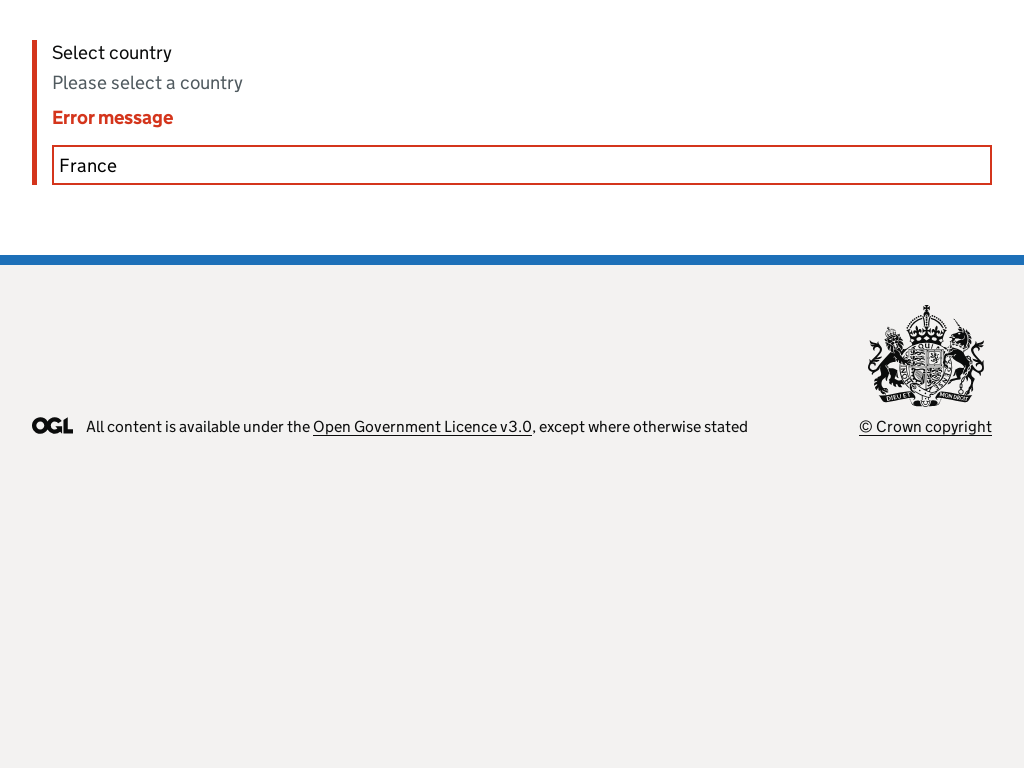 Select country
Please select a country
Error message
France
QUI
DIEU ET MON DROIT
OGL All content is available under the Open Government Licence v3.0, except where otherwise stated
© Crown copyright